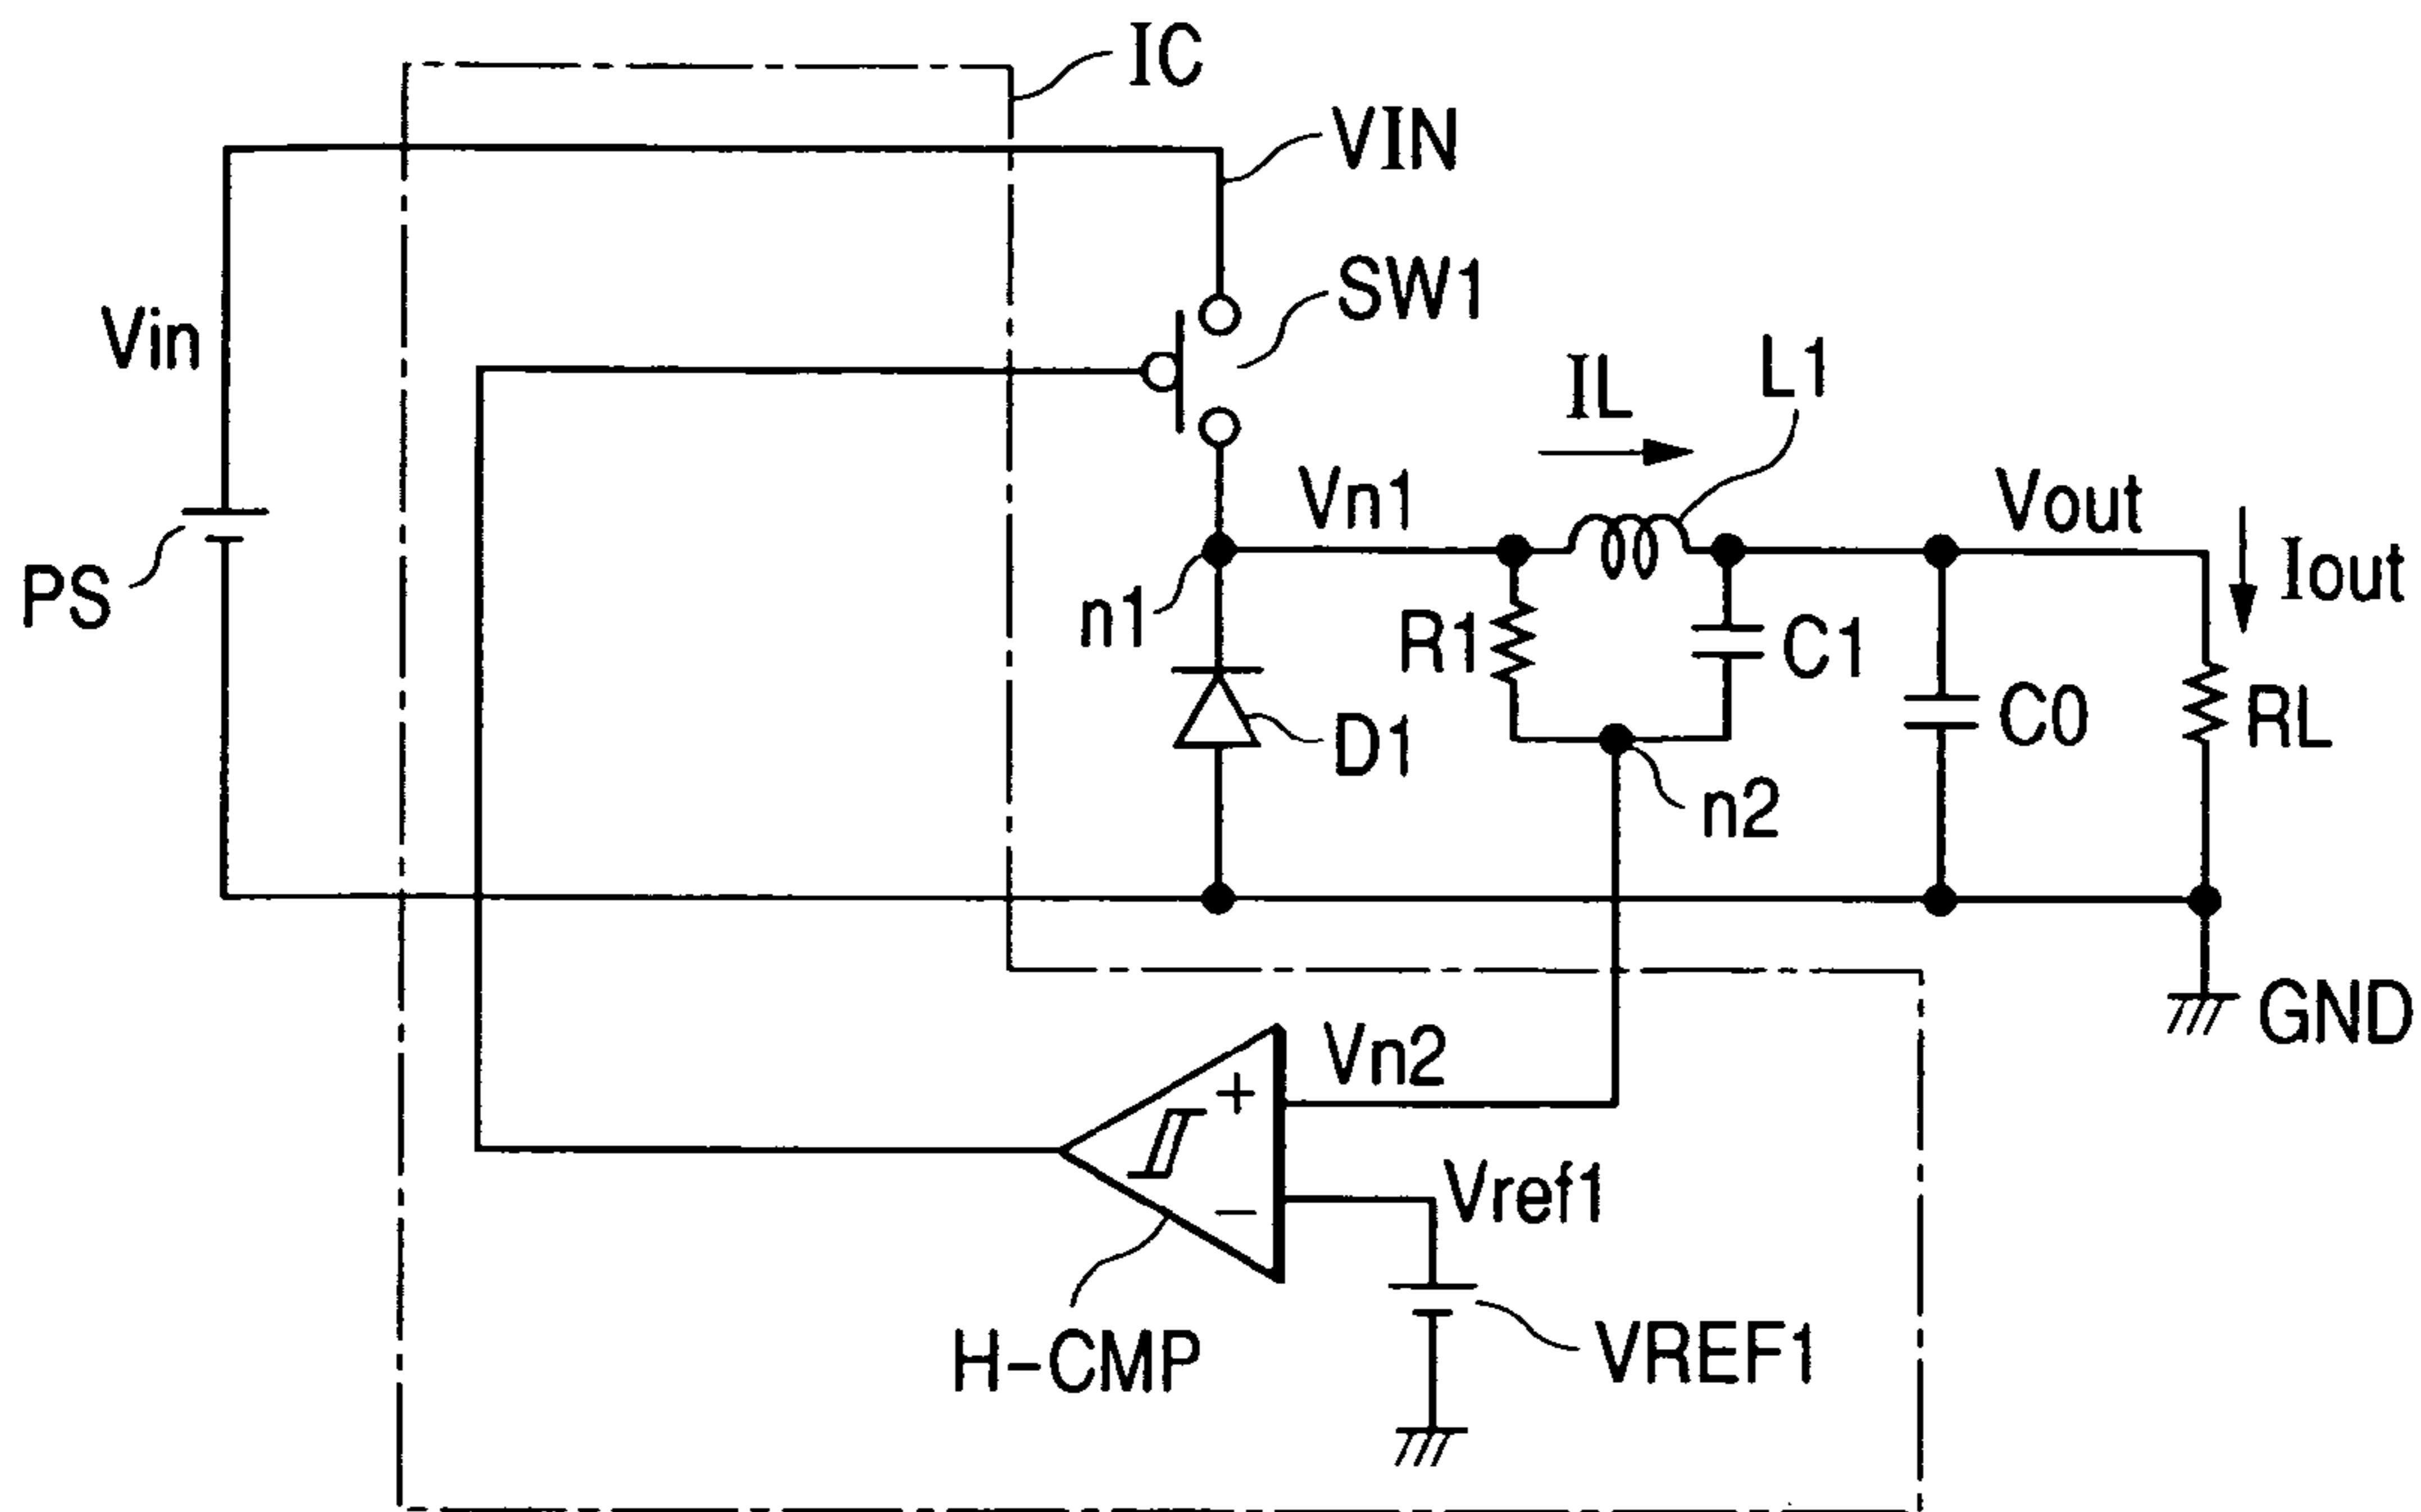 IC
VIN
SW1
Vin
IL
L1
Vn1
Vout
PS
Iout
n1
R1
C1
D1
C0
RL
n2
GND
Vn2
+
Vref1
−
H-CMP
VREF1